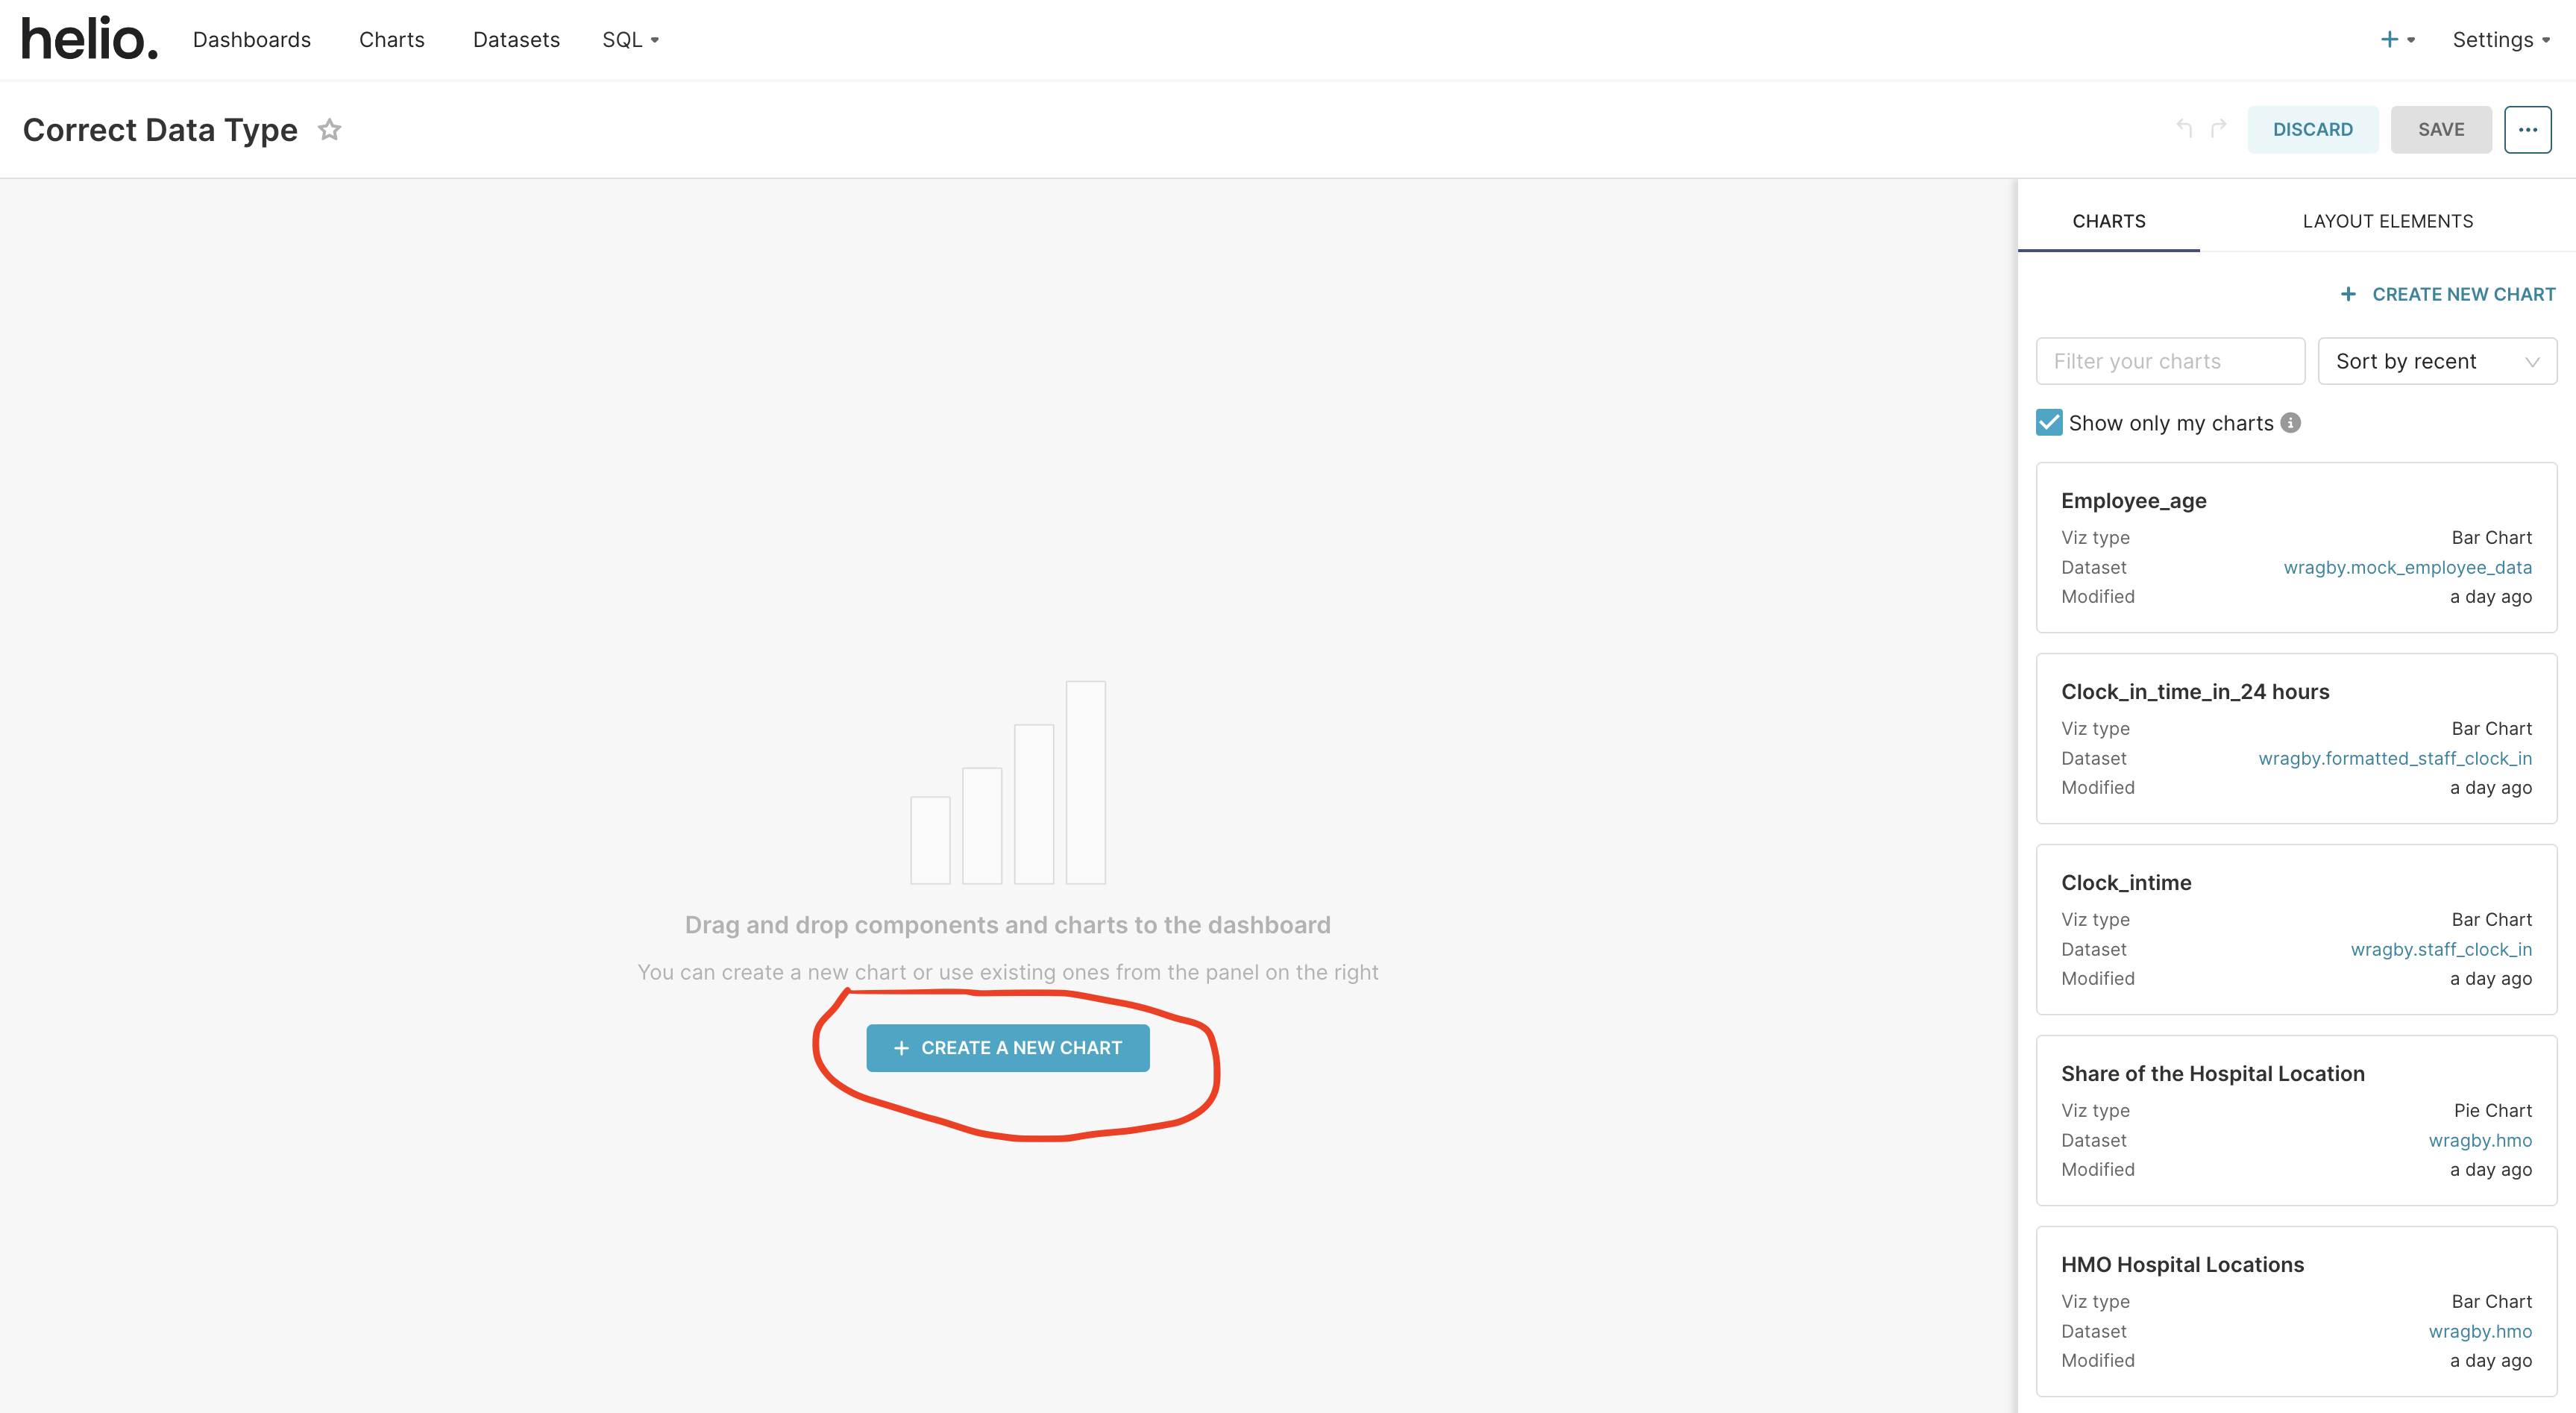 helio.
Dashboards Charts Datasets SQL
+ Settings
Correct Data Type
DISCARD SAVE ...
CHARTS LAYOUT ELEMENTS
+ CREATE NEW CHART
Filter your charts Sort by recent
Show only my charts
Employee_age
Viz type Bar Chart
Dataset wragby.mock_employee_data
Modified a day ago
Clock_in_time_in_24 hours
Viz type Bar Chart
Dataset wragby.formatted_staff_clock_in
Modified a day ago
Clock_intime
Viz type Bar Chart
Dataset wragby.staff_clock_in
Modified a day ago
Share of the Hospital Location
Viz type Pie Chart
Dataset wragby.hmo
Modified a day ago
HMO Hospital Locations
Viz type Bar Chart
Dataset wragby.hmo
Modified a day ago
Drag and drop components and charts to the dashboard
You can create a new chart or use existing ones from the panel on the right
+ CREATE A NEW CHART